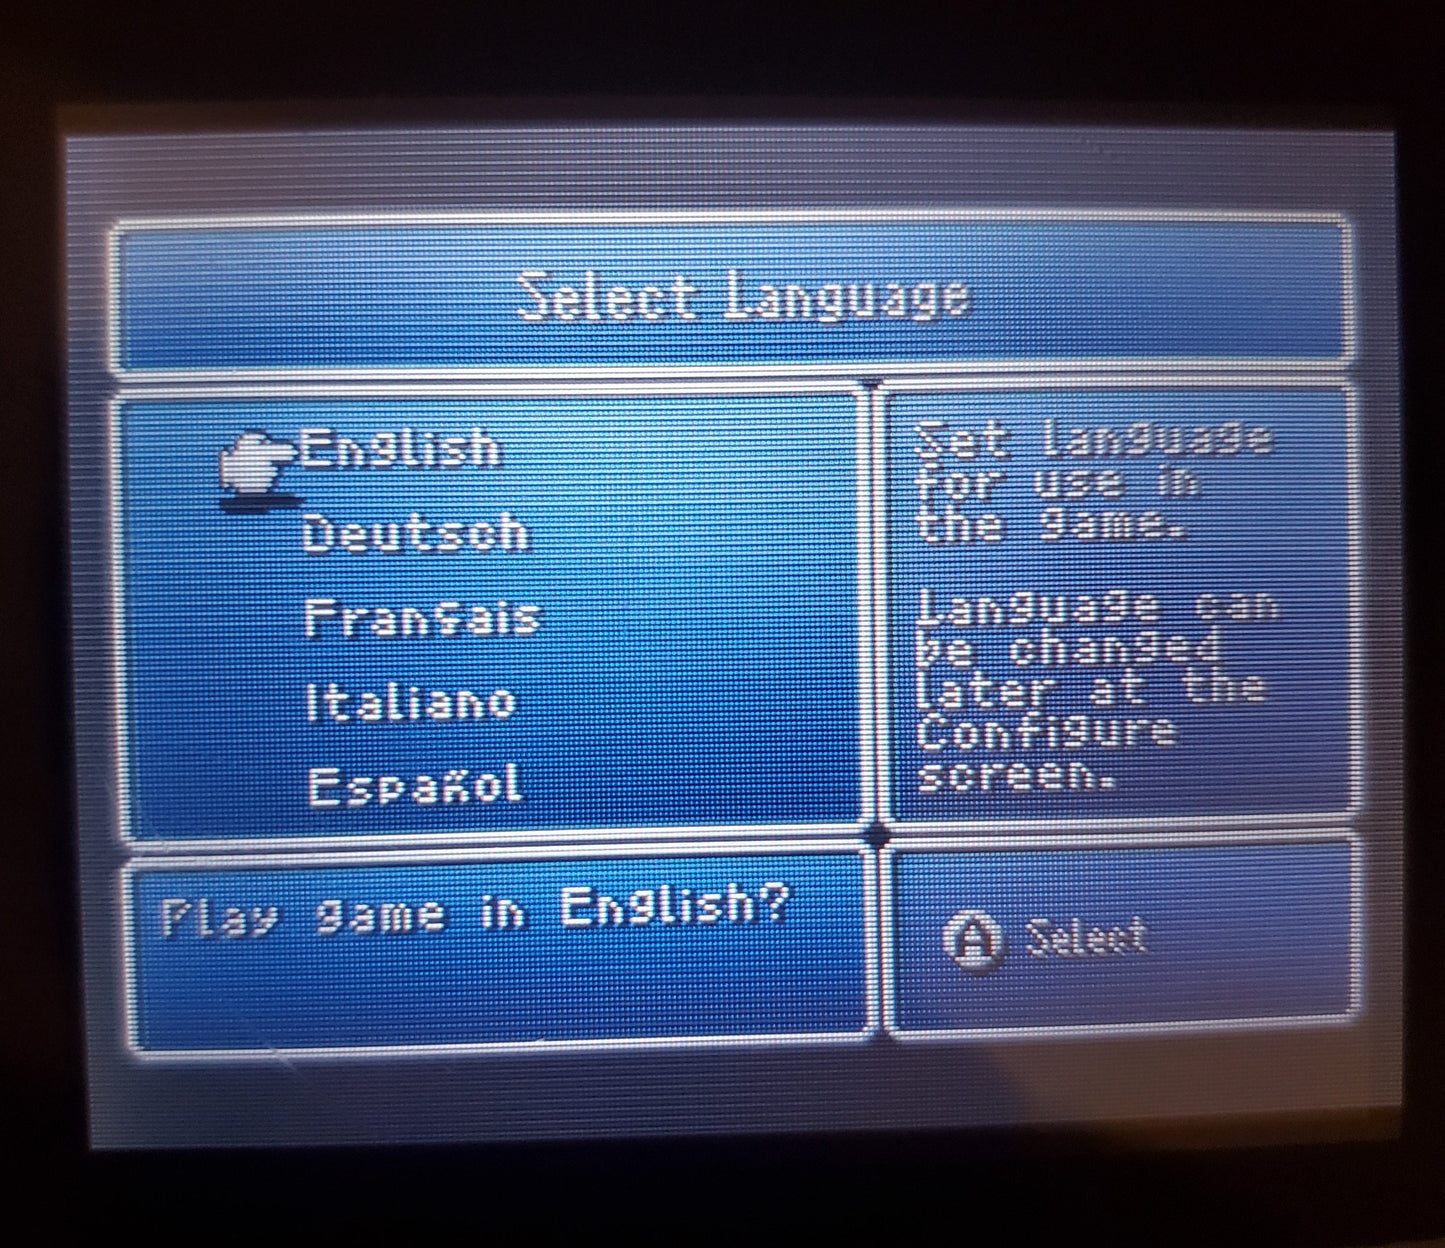 Select Language
English
Deutsch
Français
Italiano
Español
Set language
for use in
the game.
Language can
be changed
later at the
Configure
screen.
Play game in English?
A Select